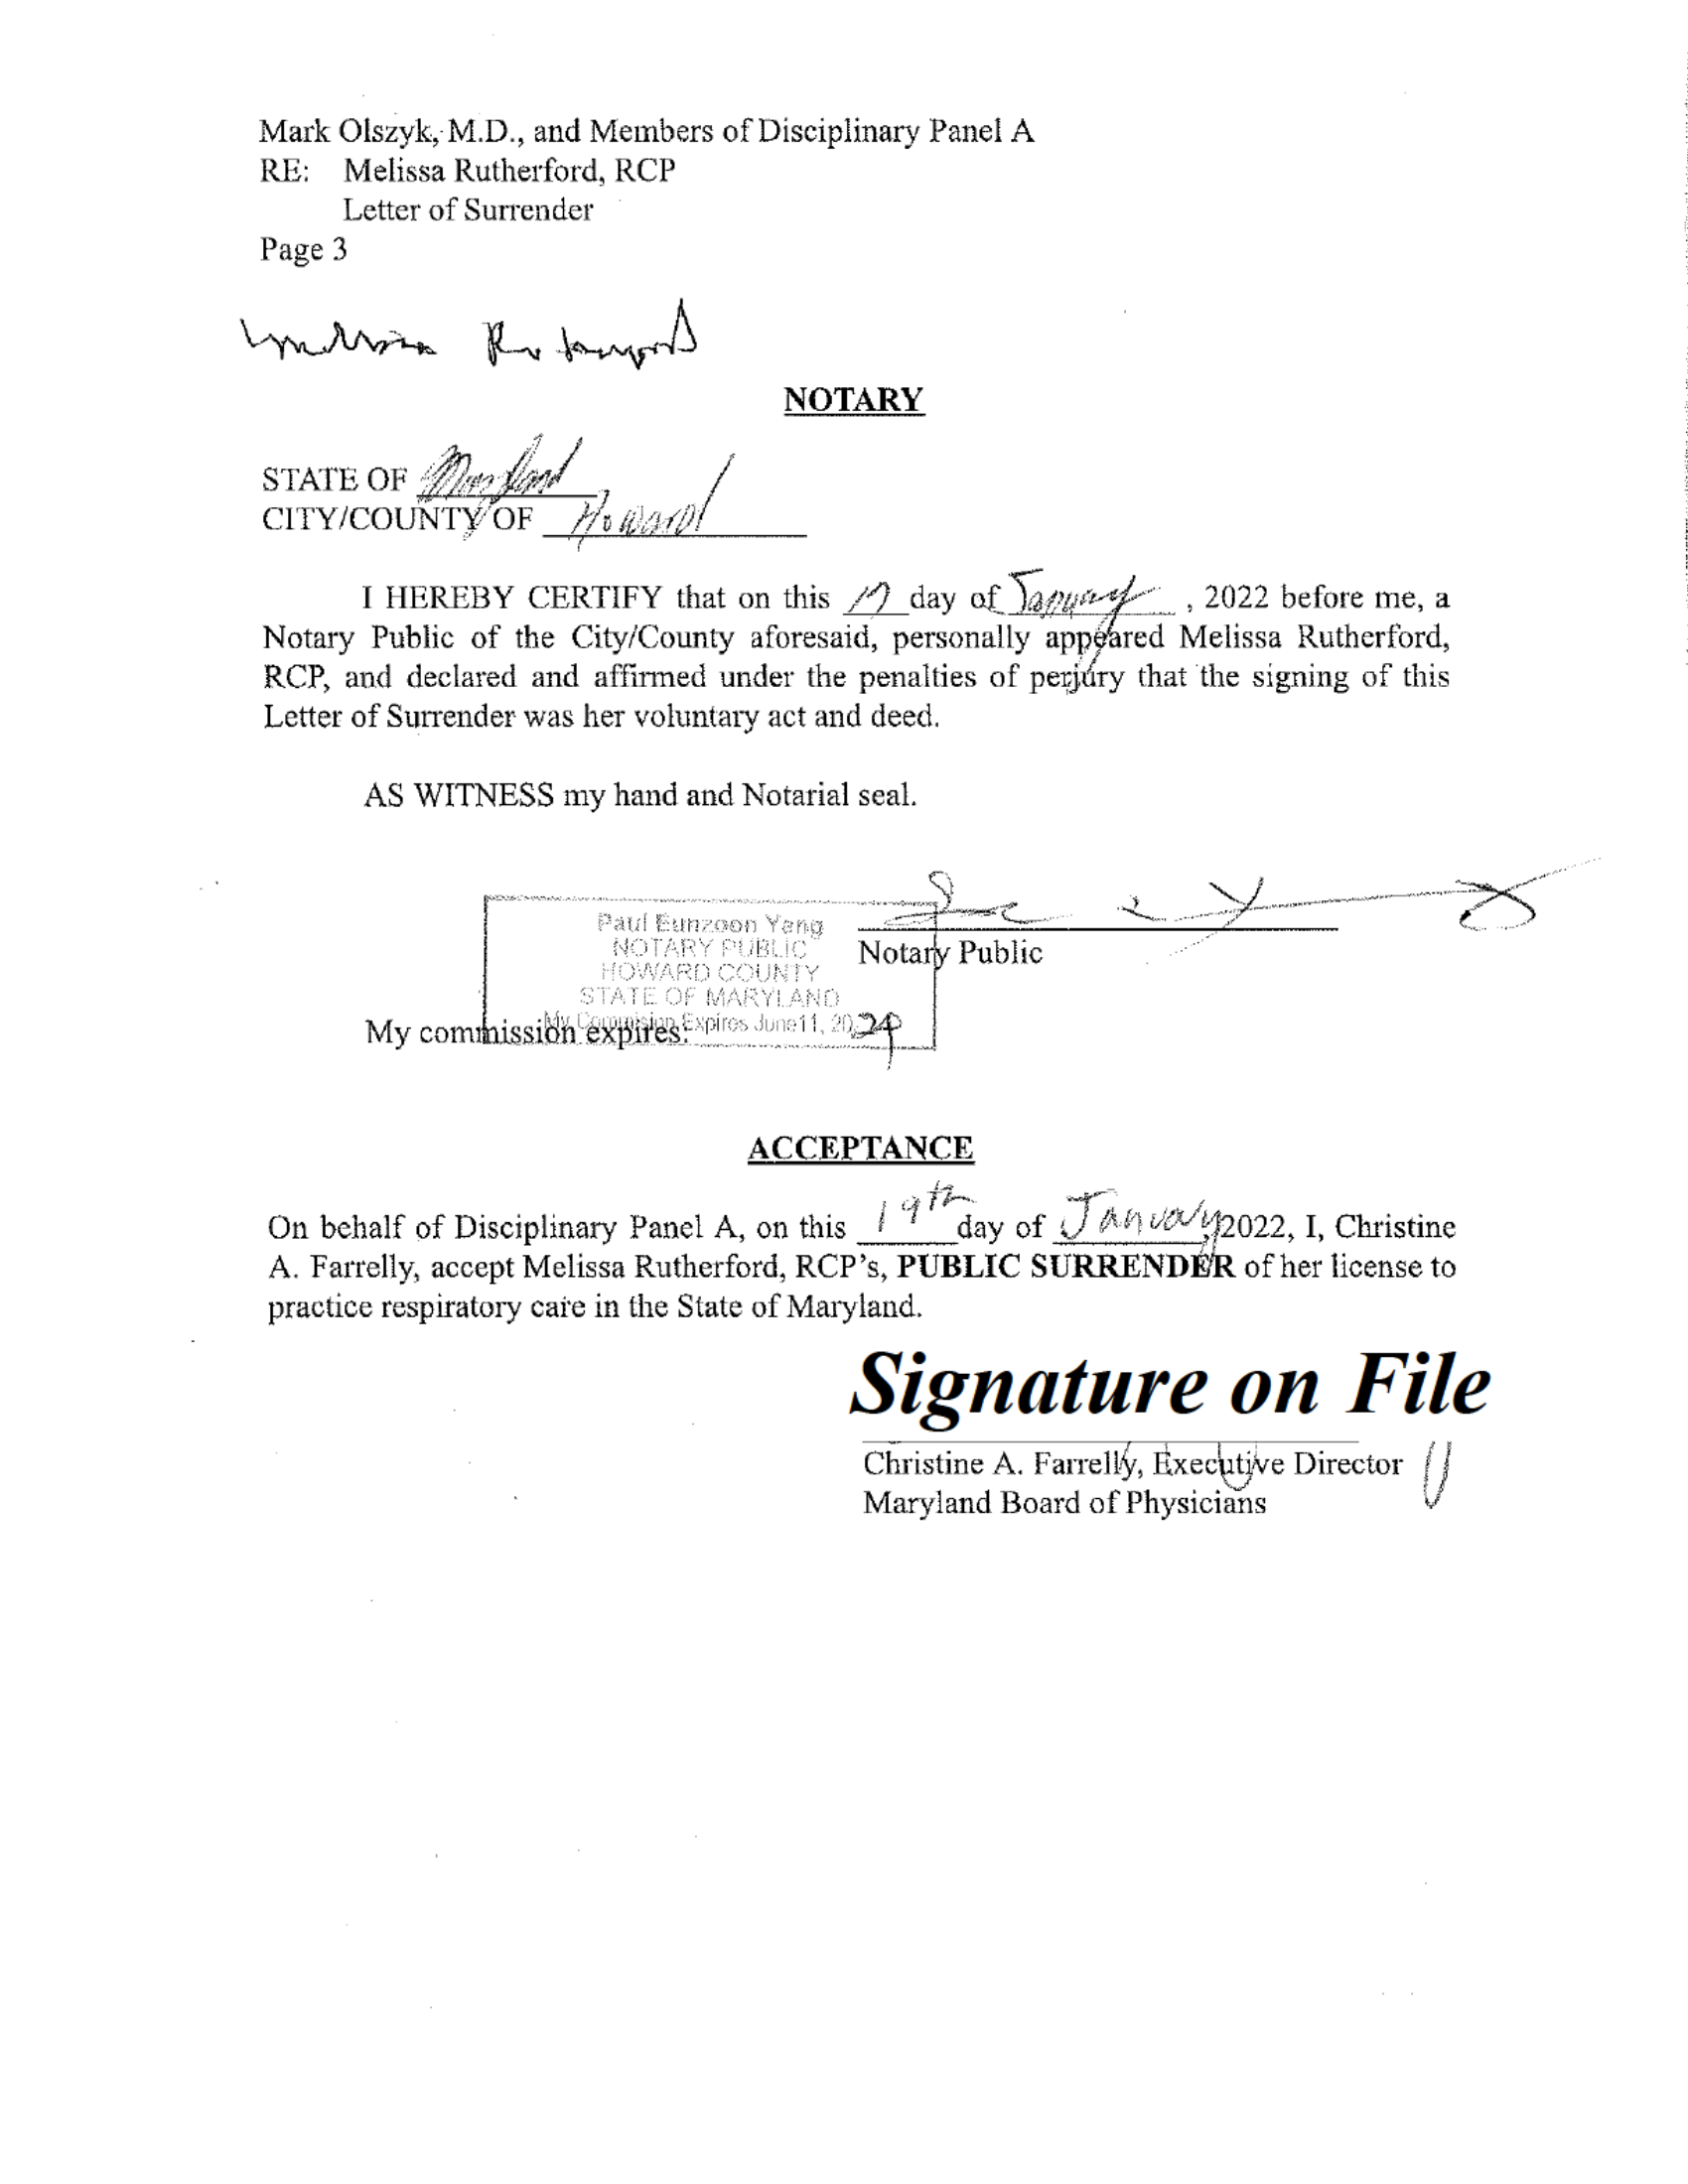 Mark Olszyk, M.D., and Members of Disciplinary Panel A
RE: Melissa Rutherford, RCP
Letter of Surrender
Page 3
Melissa Rutherford
NOTARY
STATE OF Maryland
CITY/COUNTY OF Howard
I HEREBY CERTIFY that on this 17 day of January, 2022 before me, a
Notary Public of the City/County aforesaid, personally appeared Melissa Rutherford,
RCP, and declared and affirmed under the penalties of perjury that the signing of this
Letter of Surrender was her voluntary act and deed.
AS WITNESS my hand and Notarial seal.
Paul Eunzoon Yang
NOTARY PUBLIC
HOWARD COUNTY
STATE OF MARYLAND
My Commision Expires June 11, 2024
Notary Public
My commission expires:
ACCEPTANCE
On behalf of Disciplinary Panel A, on this 19th day of January, 2022, I, Christine
A. Farrelly, accept Melissa Rutherford, RCP's, PUBLIC SURRENDER of her license to
practice respiratory care in the State of Maryland.
Signature on File
Christine A. Farrelly, Executive Director
Maryland Board of Physicians